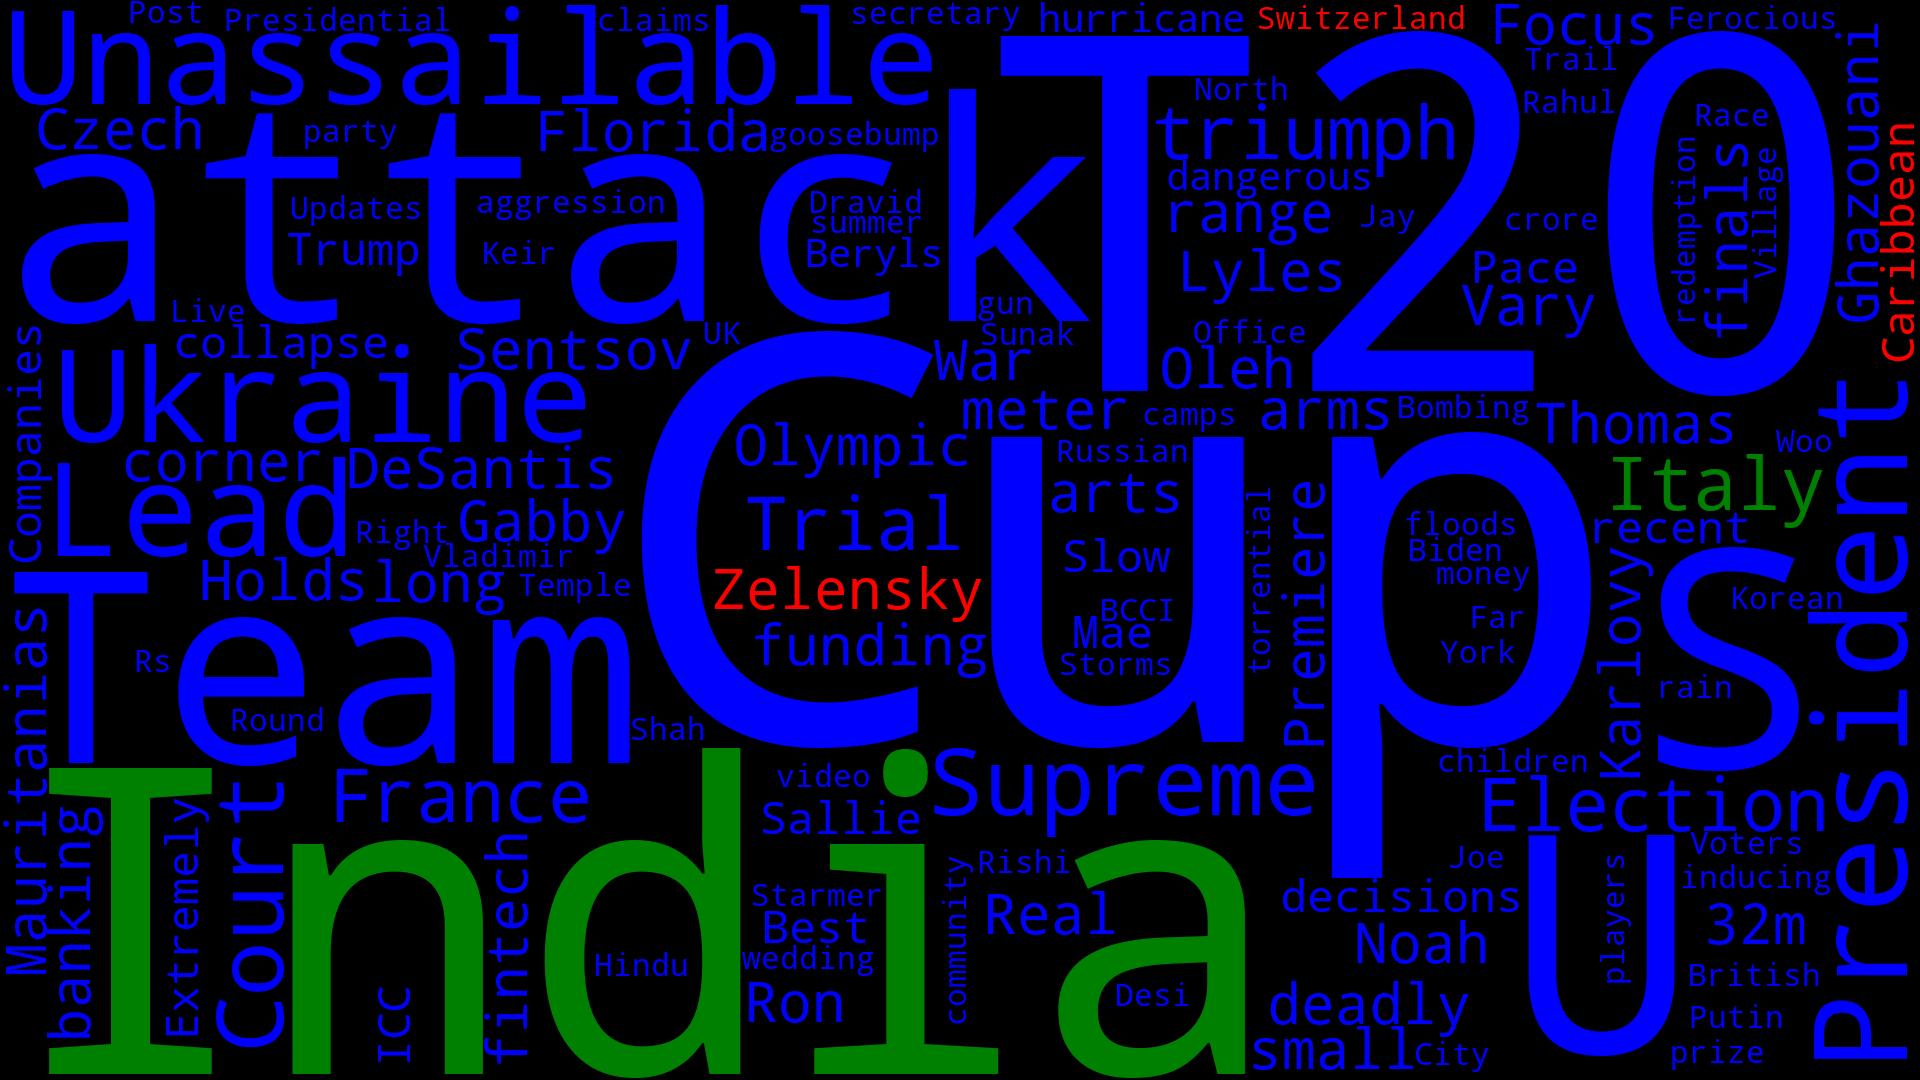 Post
Presidential
claims
secretary
hurricane
Switzerland
Focus
Ferocious
Unassailable
T20
Trail
Ghazouani
North
Rahul
Race
Czech
party
Florida
goosebump
triumph
attack
Caribbean
redemption
finals
Village
dangerous
Updates
aggression
Dravid
summer
range
Jay
crore
Trump
Keir
Beryls
Lyles
Pace
Vary
Live
gun
collapse
Sentsov
UK
Sunak
Office
War
Oleh
Companies
Ukraine
Cup
meter
camps
arms
Bombing
Thomas
President
Olympic
Russian
Woo
corner
DeSantis
Italy
Lead
Trial
arts
torrential
Premiere
Right
Gabby
floods
recent
Vladimir
Slow
Biden
Karlovy
S
Holdslong
Temple
Zelensky
money
Korean
Mauritanias
Team
BCCI
Far
Mae
funding
Storms
York
Rs
rain
Round
Shah
children
Court
France
video
Supreme
Election
India
banking
Extremely
Sallie
U
Voters
fintech
community
Rishi
Joe
players
inducing
Starmer
decisions
Best
Real
32m
Noah
wedding
Hindu
British
ICC
Ron
Desi
deadly
Putin
small
City
prize